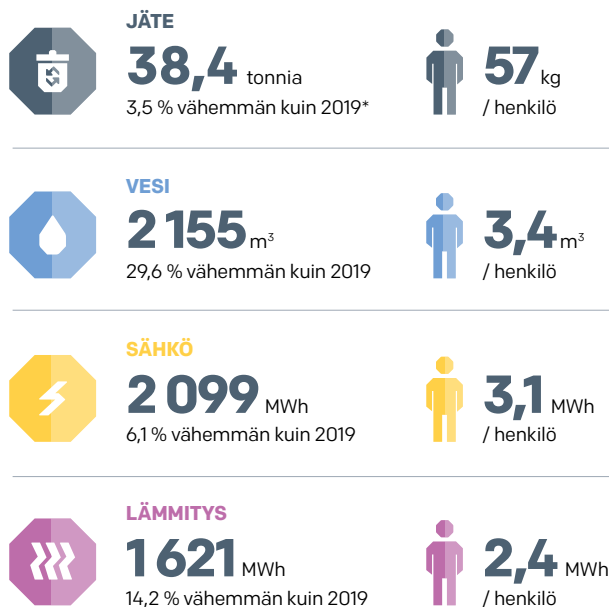 JÄTE
38,4 tonnia
3,5 % vähemmän kuin 2019*
57 kg
/ henkilö
VESI
2 155 m³
29,6 % vähemmän kuin 2019
3,4 m³
/ henkilö
SÄHKÖ
2 099 MWh
6,1 % vähemmän kuin 2019
3,1 MWh
/ henkilö
LÄMMITYS
1 621 MWh
14,2 % vähemmän kuin 2019
2,4 MWh
/ henkilö